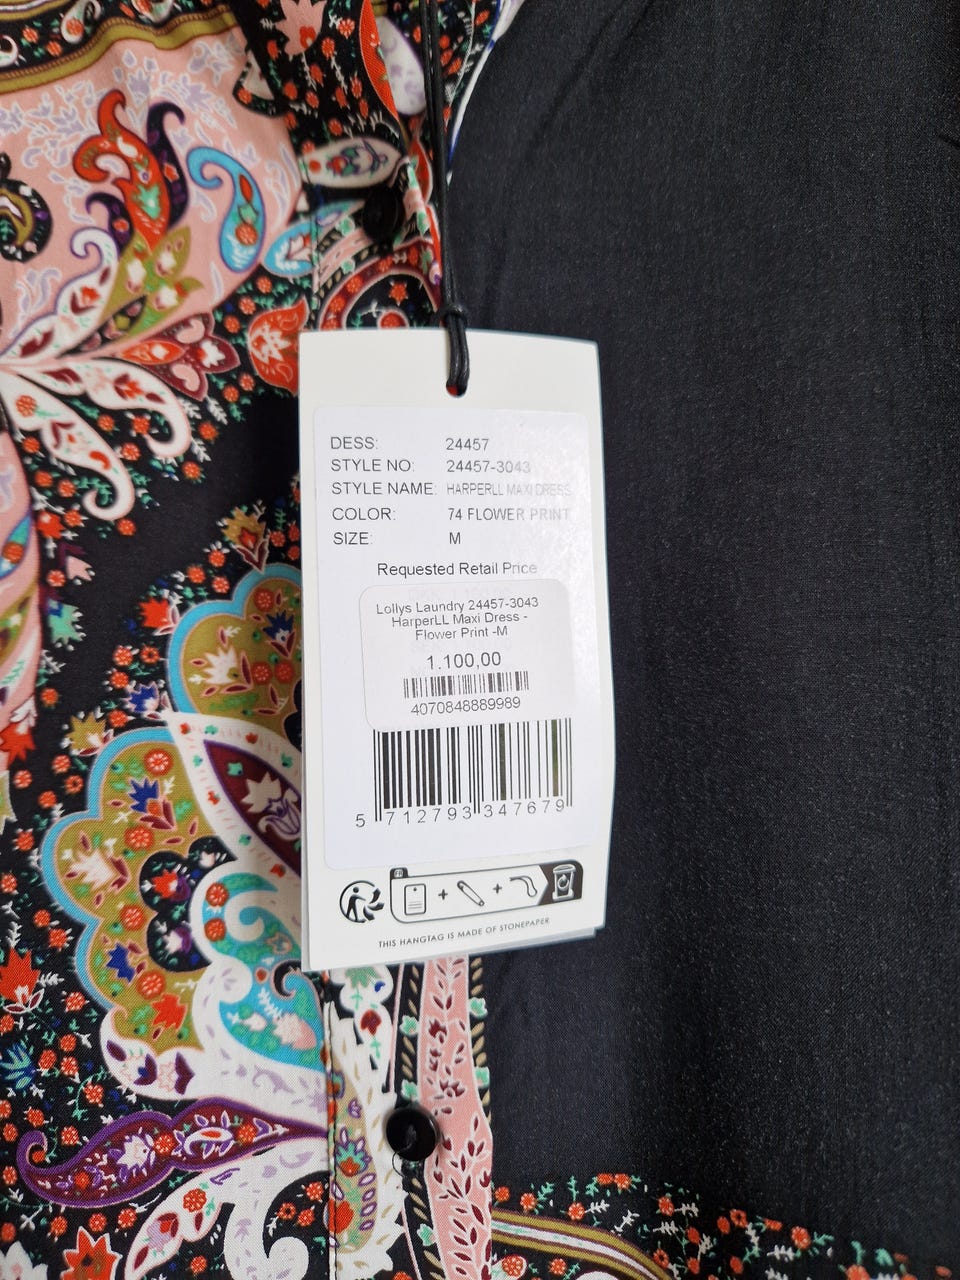 DESS: 24457
STYLE NO: 24457-3043
STYLE NAME: HARPERLL MAXI DRESS
COLOR: 74 FLOWER PRINT
SIZE: M
Requested Retail Price
Lollys Laundry 24457-3043
HarperLL Maxi Dress -
Flower Print -M
1.100,00
4070848889989
5 712793 347679
FR
THIS HANGTAG IS MADE OF STONEPAPER